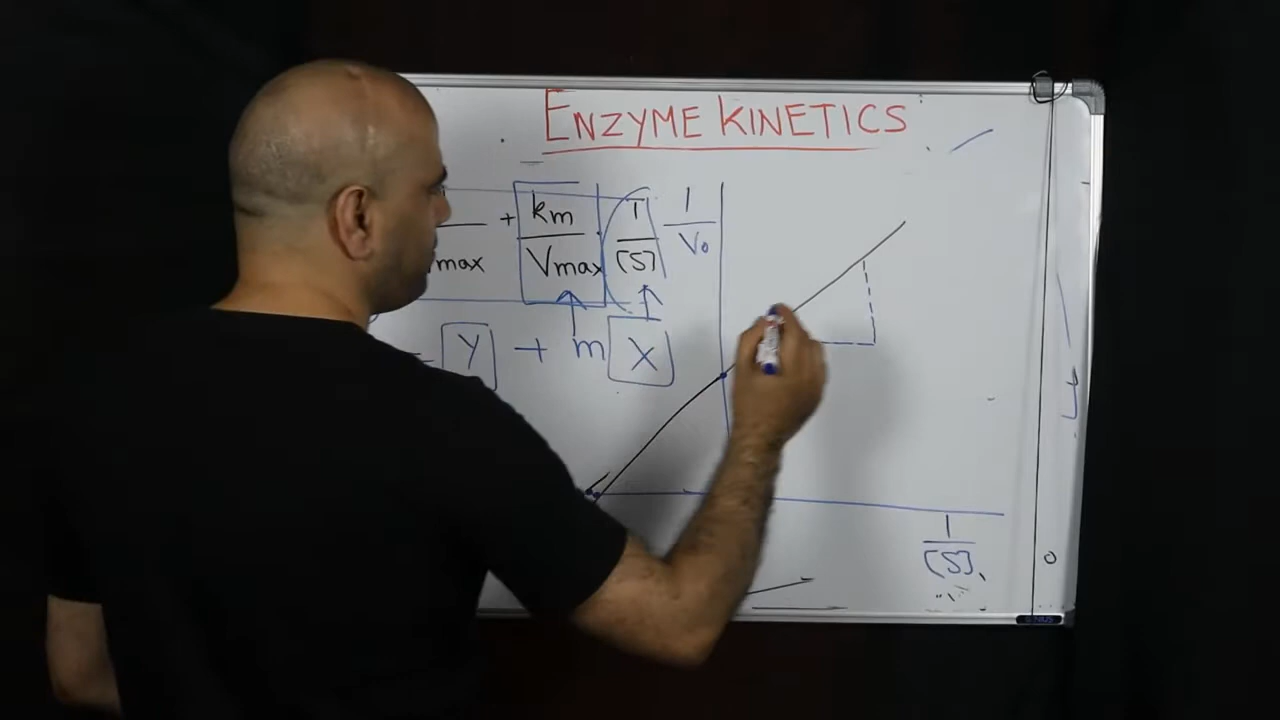 ENZYME KINETICS
+ km/Vmax · 1/[S]
max
Y + m X
1/V₀
1/[S]